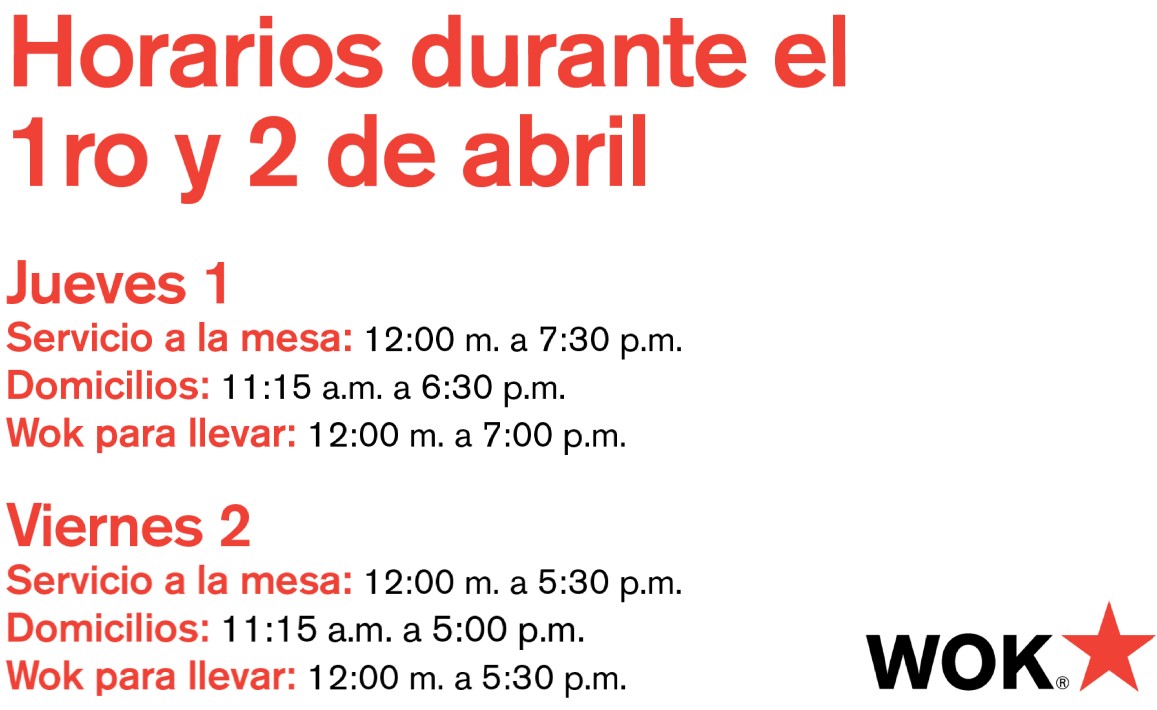 Horarios durante el
1ro y 2 de abril
Jueves 1
Servicio a la mesa: 12:00 m. a 7:30 p.m.
Domicilios: 11:15 a.m. a 6:30 p.m.
Wok para llevar: 12:00 m. a 7:00 p.m.
Viernes 2
Servicio a la mesa: 12:00 m. a 5:30 p.m.
Domicilios: 11:15 a.m. a 5:00 p.m.
Wok para llevar: 12:00 m. a 5:30 p.m.
WOK®